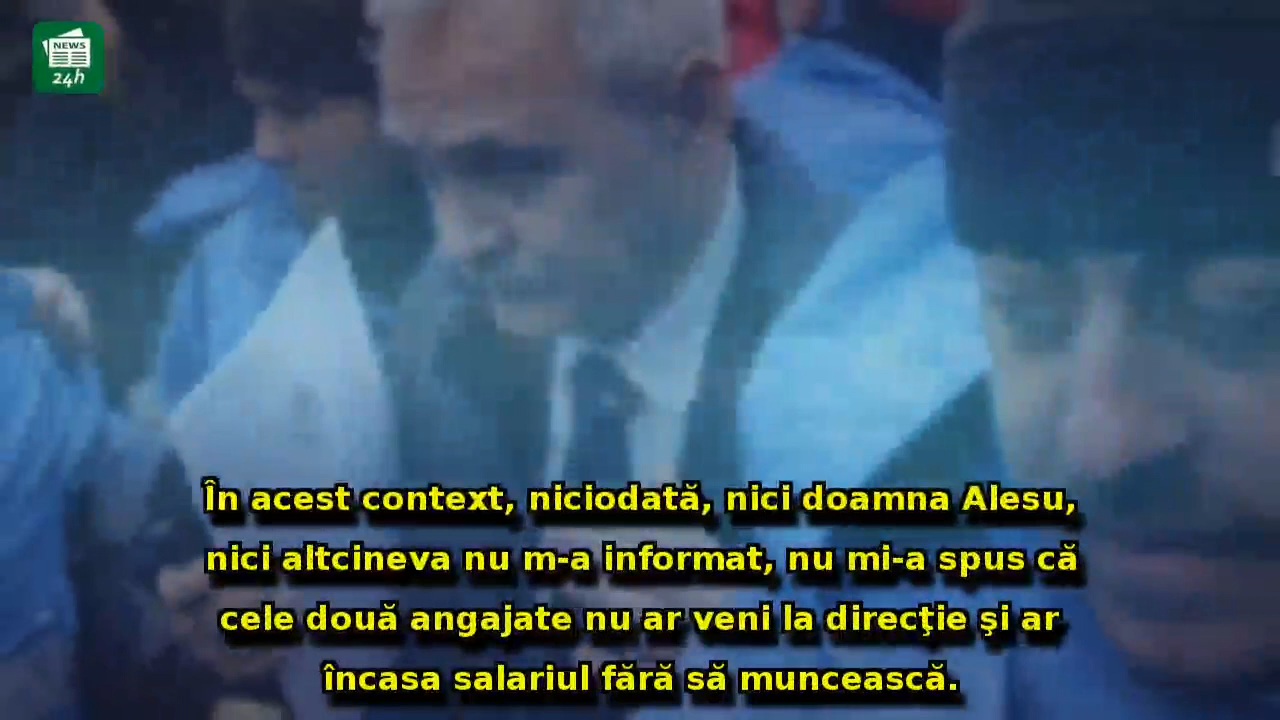 NEWS
24h
În acest context, niciodată, nici doamna Alesu,
nici altcineva nu m-a informat, nu mi-a spus că
cele două angajate nu ar veni la direcţie şi ar
încasa salariul fără să muncească.